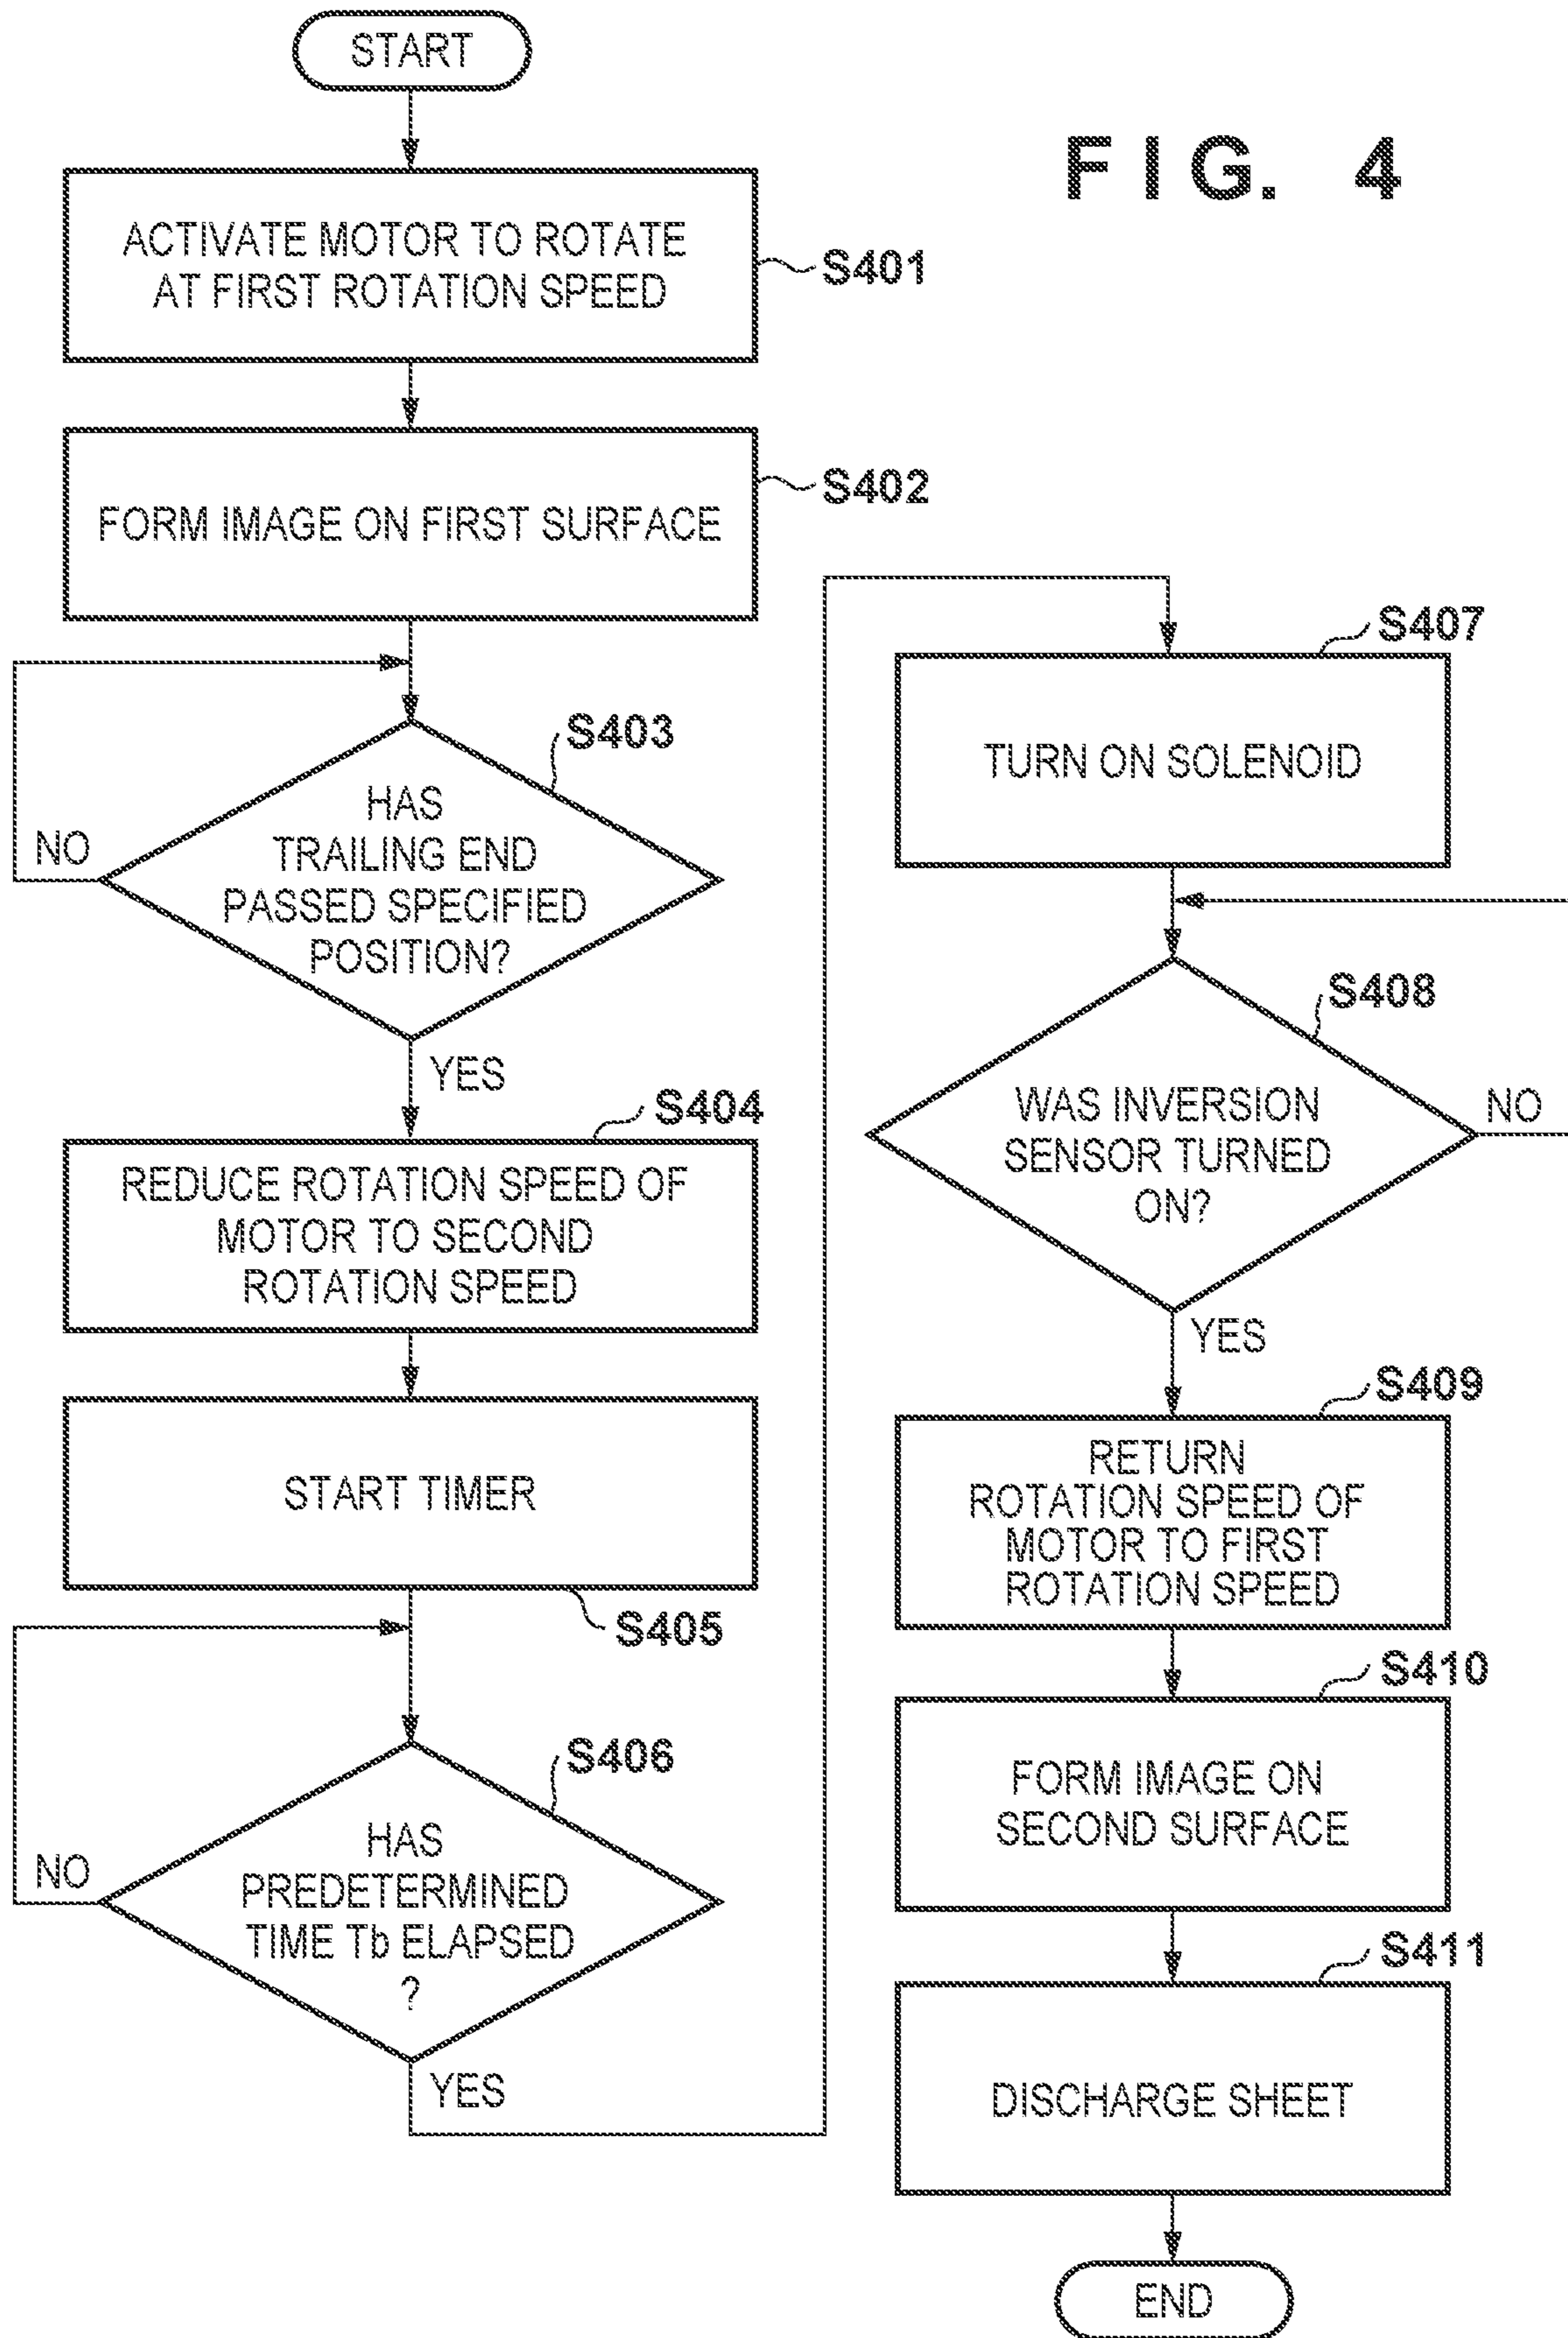 FIG. 4
START
ACTIVATE MOTOR TO ROTATE
AT FIRST ROTATION SPEED
S401
FORM IMAGE ON FIRST SURFACE
S402
S403
HAS
TRAILING END
PASSED SPECIFIED
POSITION?
NO
YES
S404
REDUCE ROTATION SPEED OF
MOTOR TO SECOND
ROTATION SPEED
START TIMER
S405
S406
HAS
PREDETERMINED
TIME Tb ELAPSED
?
NO
YES
S407
TURN ON SOLENOID
S408
WAS INVERSION
SENSOR TURNED
ON?
NO
YES
S409
RETURN
ROTATION SPEED OF
MOTOR TO FIRST
ROTATION SPEED
S410
FORM IMAGE ON
SECOND SURFACE
S411
DISCHARGE SHEET
END